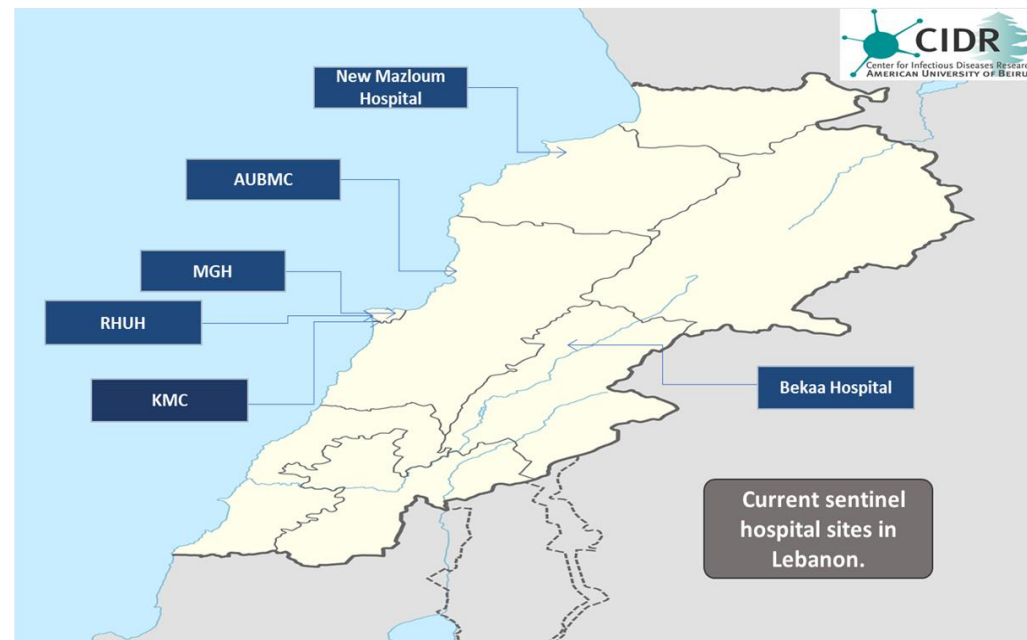 CIDR
Center for Infectious Diseases Research
AMERICAN UNIVERSITY OF BEIRU
New Mazloum
Hospital
AUBMC
MGH
RHUH
KMC
Bekaa Hospital
Current sentinel
hospital sites in
Lebanon.